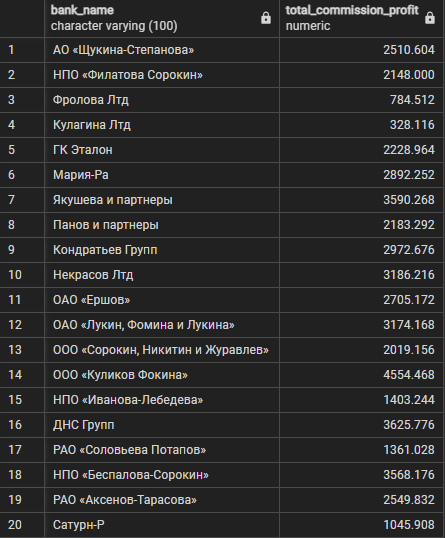 bank_name total_commission_profit
character varying (100) numeric
1 АО «Щукина-Степанова» 2510.604
2 НПО «Филатова Сорокин» 2148.000
3 Фролова Лтд 784.512
4 Кулагина Лтд 328.116
5 ГК Эталон 2228.964
6 Мария-Ра 2892.252
7 Якушева и партнеры 3590.268
8 Панов и партнеры 2183.292
9 Кондратьев Групп 2972.676
10 Некрасов Лтд 3186.216
11 ОАО «Ершов» 2705.172
12 ОАО «Лукин, Фомина и Лукина» 3174.168
13 ООО «Сорокин, Никитин и Журавлев» 2019.156
14 ООО «Куликов Фокина» 4554.468
15 НПО «Иванова-Лебедева» 1403.244
16 ДНС Групп 3625.776
17 РАО «Соловьева Потапов» 1361.028
18 НПО «Беспалова-Сорокин» 3568.176
19 РАО «Аксенов-Тарасова» 2549.832
20 Сатурн-Р 1045.908